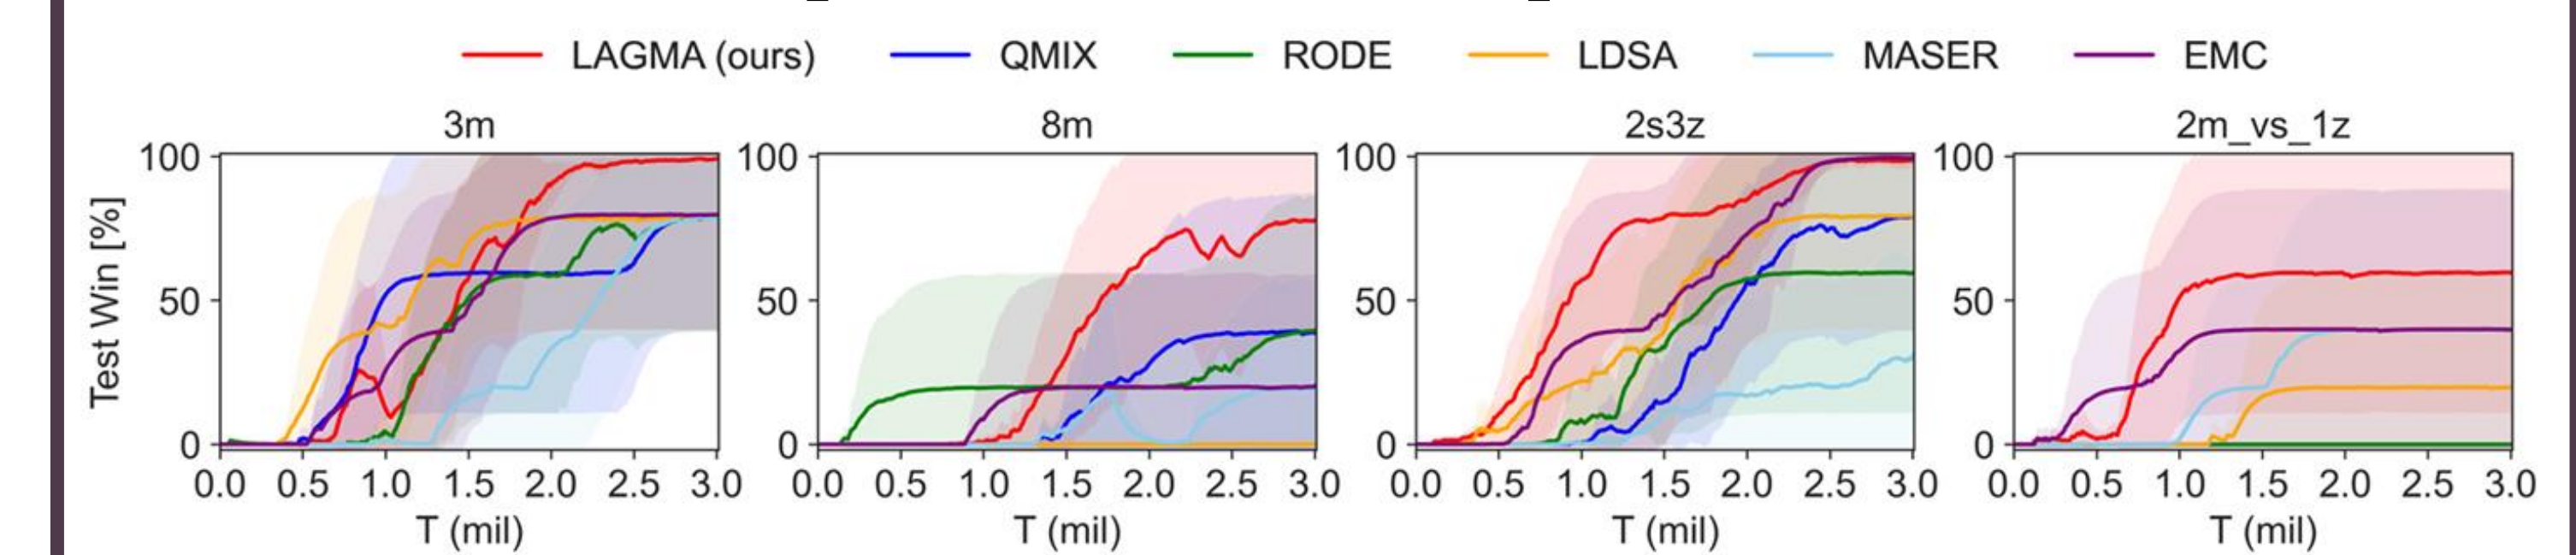 LAGMA (ours) QMIX RODE LDSA MASER EMC
3m 8m 2s3z 2m_vs_1z
Test Win [%]
100 100 100 100
50 50 50 50
0 0 0 0
0.0 0.5 1.0 1.5 2.0 2.5 3.0 0.0 0.5 1.0 1.5 2.0 2.5 3.0 0.0 0.5 1.0 1.5 2.0 2.5 3.0 0.0 0.5 1.0 1.5 2.0 2.5 3.0
T (mil) T (mil) T (mil) T (mil)